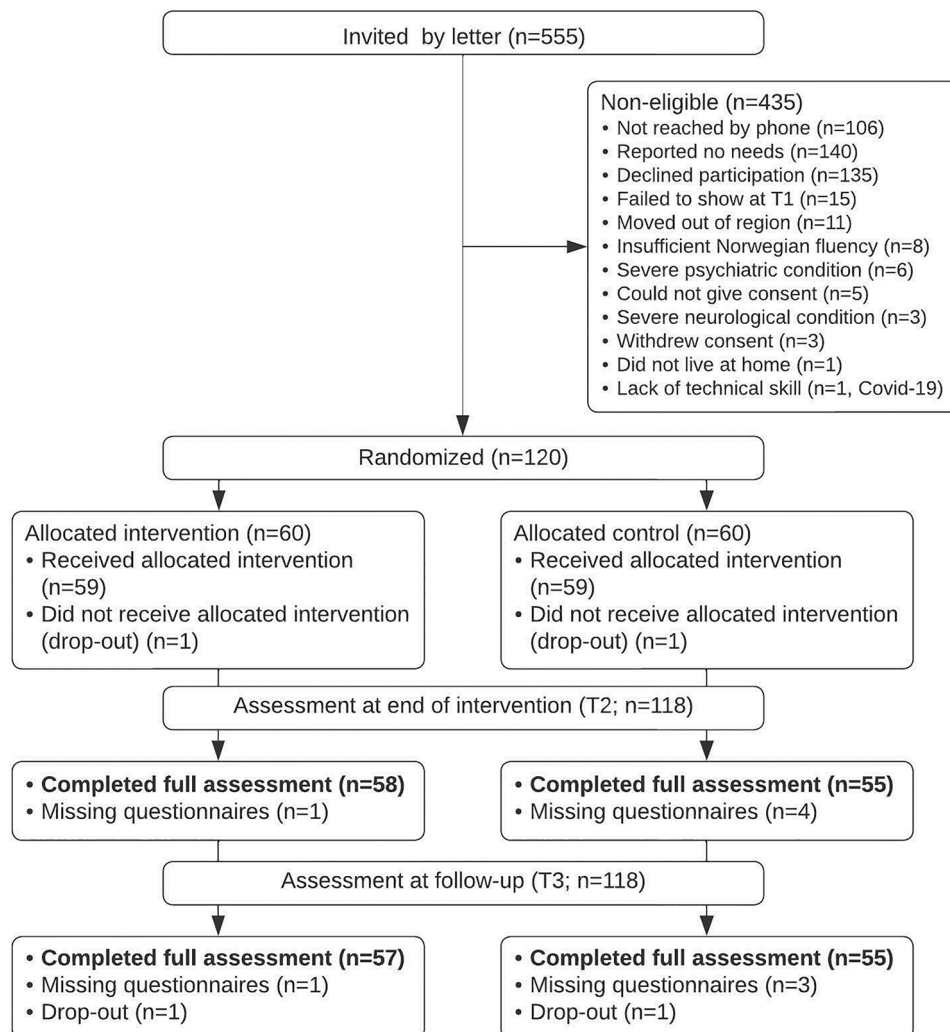 Invited  by letter (n=555)
Non-eligible (n=435)
• Not reached by phone (n=106)
• Reported no needs (n=140)
• Declined participation (n=135)
• Failed to show at T1 (n=15)
• Moved out of region (n=11)
• Insufficient Norwegian fluency (n=8)
• Severe psychiatric condition (n=6)
• Could not give consent (n=5)
• Severe neurological condition (n=3)
• Withdrew consent (n=3)
• Did not live at home (n=1)
• Lack of technical skill (n=1, Covid-19)
Randomized (n=120)
Allocated intervention (n=60)
• Received allocated intervention
(n=59)
• Did not receive allocated intervention
(drop-out) (n=1)
Allocated control (n=60)
• Received allocated intervention
(n=59)
• Did not receive allocated intervention
(drop-out) (n=1)
Assessment at end of intervention (T2; n=118)
• Completed full assessment (n=58)
• Missing questionnaires (n=1)
• Completed full assessment (n=55)
• Missing questionnaires (n=4)
Assessment at follow-up (T3; n=118)
• Completed full assessment (n=57)
• Missing questionnaires (n=1)
• Drop-out (n=1)
• Completed full assessment (n=55)
• Missing questionnaires (n=3)
• Drop-out (n=1)